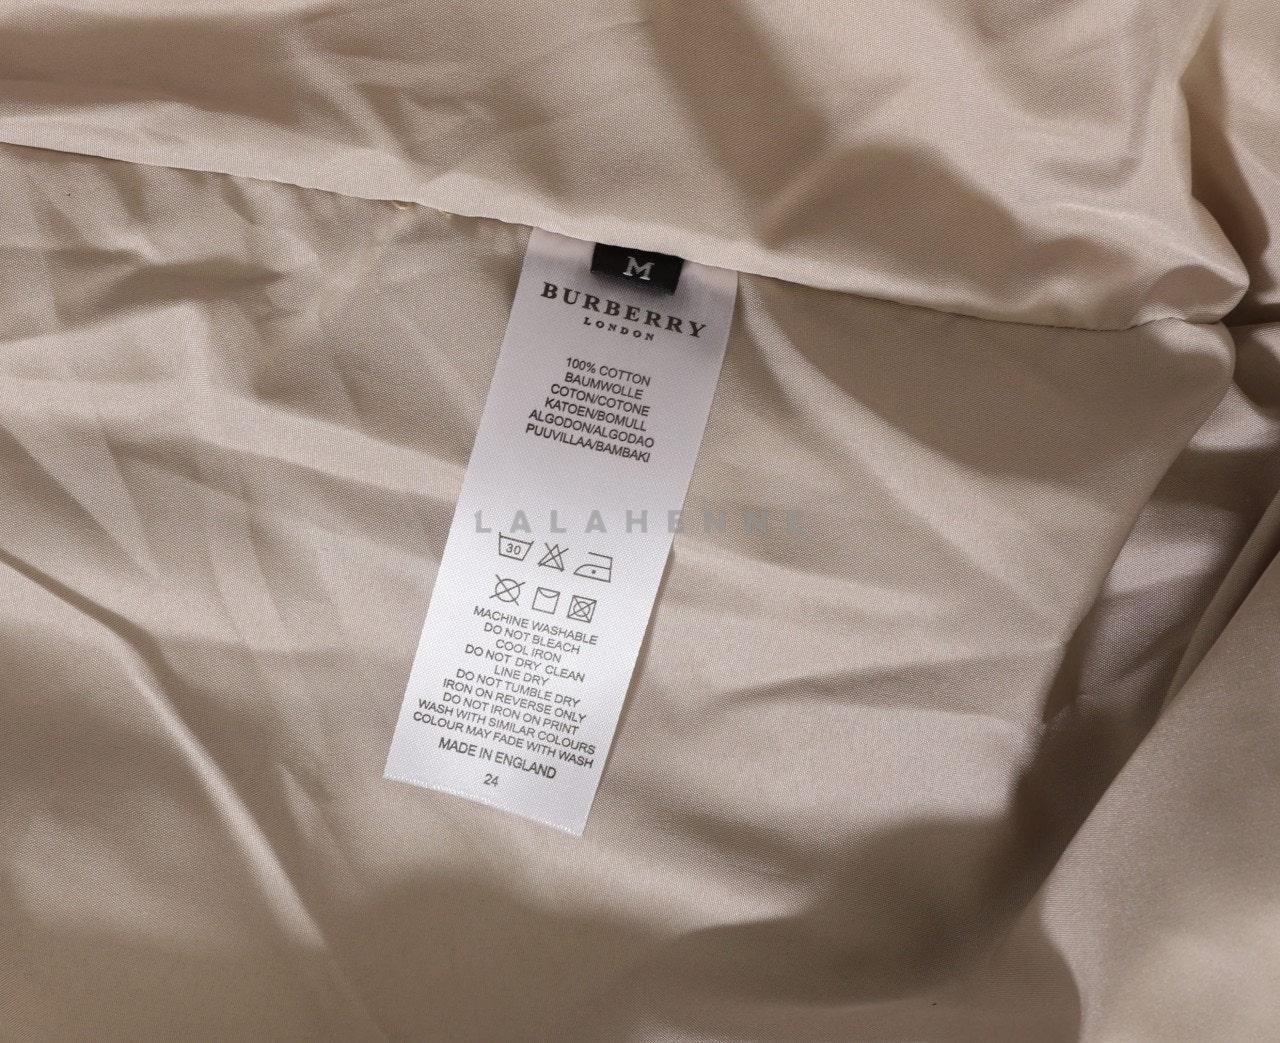 M
BURBERRY
LONDON
100% COTTON
BAUMWOLLE
COTON/COTONE
KATOEN/BOMULL
ALGODON/ALGODAO
PUUVILLAA/BAMBAKI
LALAHENNE
30
MACHINE WASHABLE
DO NOT BLEACH
COOL IRON
DO NOT DRY CLEAN
LINE DRY
DO NOT TUMBLE DRY
IRON ON REVERSE ONLY
DO NOT IRON ON PRINT
WASH WITH SIMILAR COLOURS
COLOUR MAY FADE WITH WASH
MADE IN ENGLAND
24